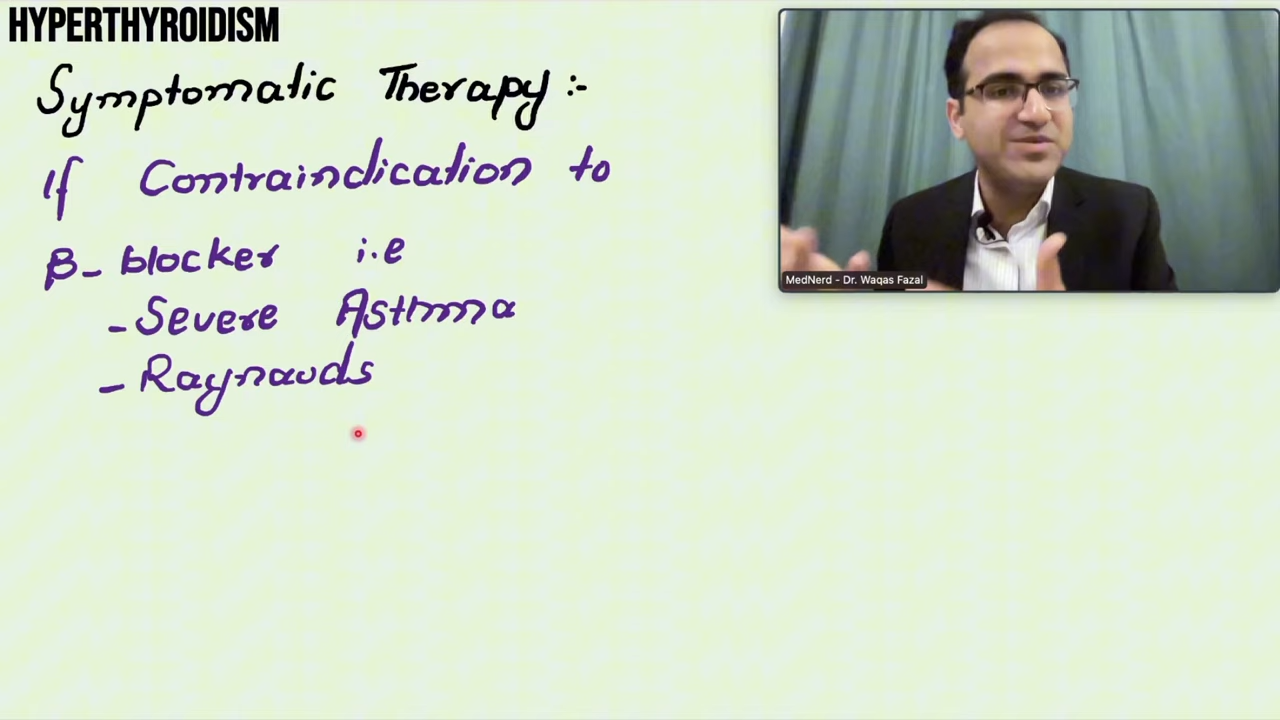 HYPERTHYROIDISM
Symptomatic Therapy :-
If Contraindication to
β- blocker i.e
- Severe Asthma
- Raynauds
MedNerd - Dr. Waqas Fazal